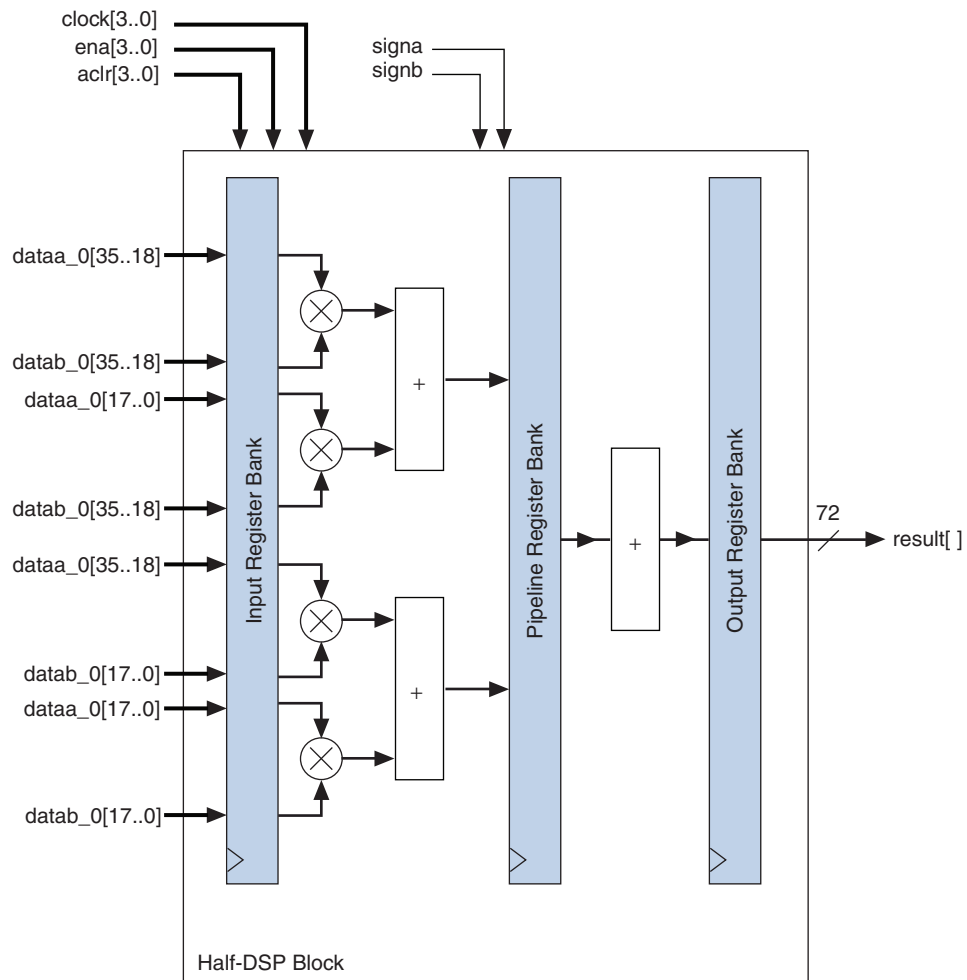 clock[3..0]
ena[3..0]
aclr[3..0]
signa
signb
dataa_0[35..18]
datab_0[35..18]
dataa_0[17..0]
datab_0[35..18]
dataa_0[35..18]
datab_0[17..0]
dataa_0[17..0]
datab_0[17..0]
Input Register Bank
+
+
Pipeline Register Bank
+
Output Register Bank
72
result[ ]
Half-DSP Block